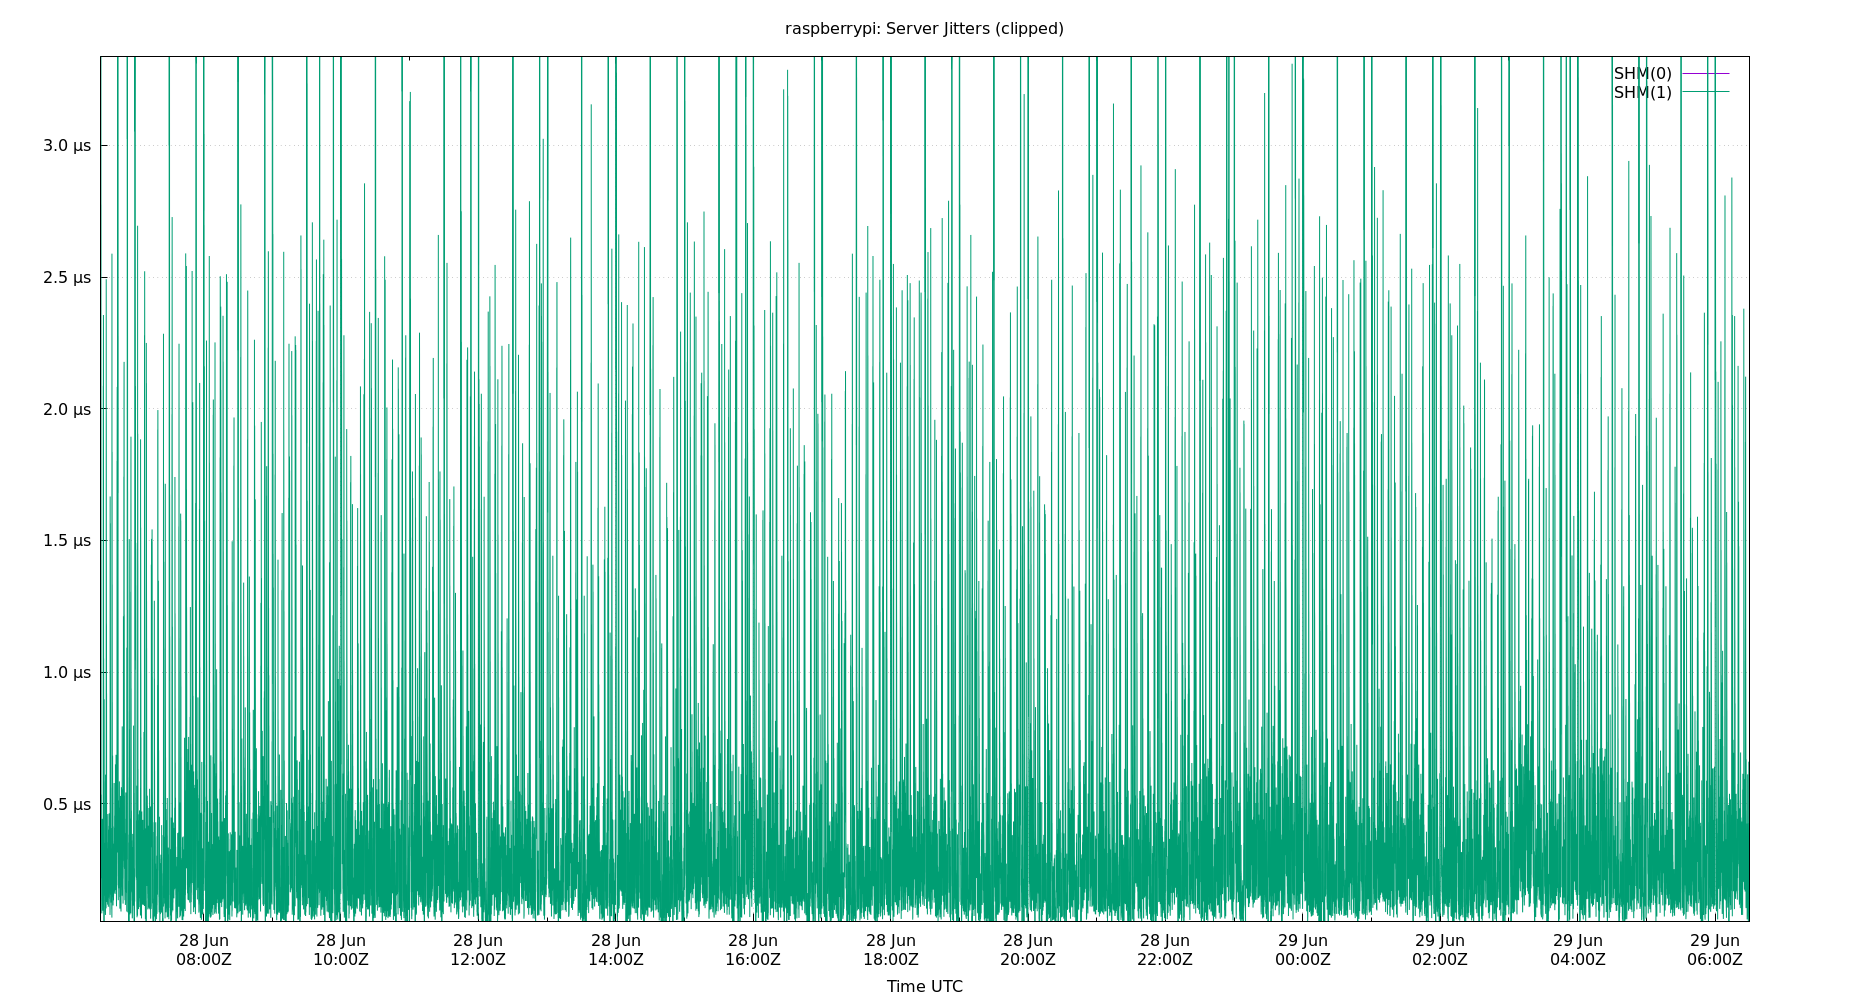 raspberrypi: Server Jitters (clipped)
SHM(0)
SHM(1)
3.0 µs
2.5 µs
2.0 µs
1.5 µs
1.0 µs
0.5 µs
28 Jun 28 Jun 28 Jun 28 Jun 28 Jun 28 Jun 28 Jun 28 Jun 29 Jun 29 Jun 29 Jun 29 Jun
08:00Z 10:00Z 12:00Z 14:00Z 16:00Z 18:00Z 20:00Z 22:00Z 00:00Z 02:00Z 04:00Z 06:00Z
Time UTC